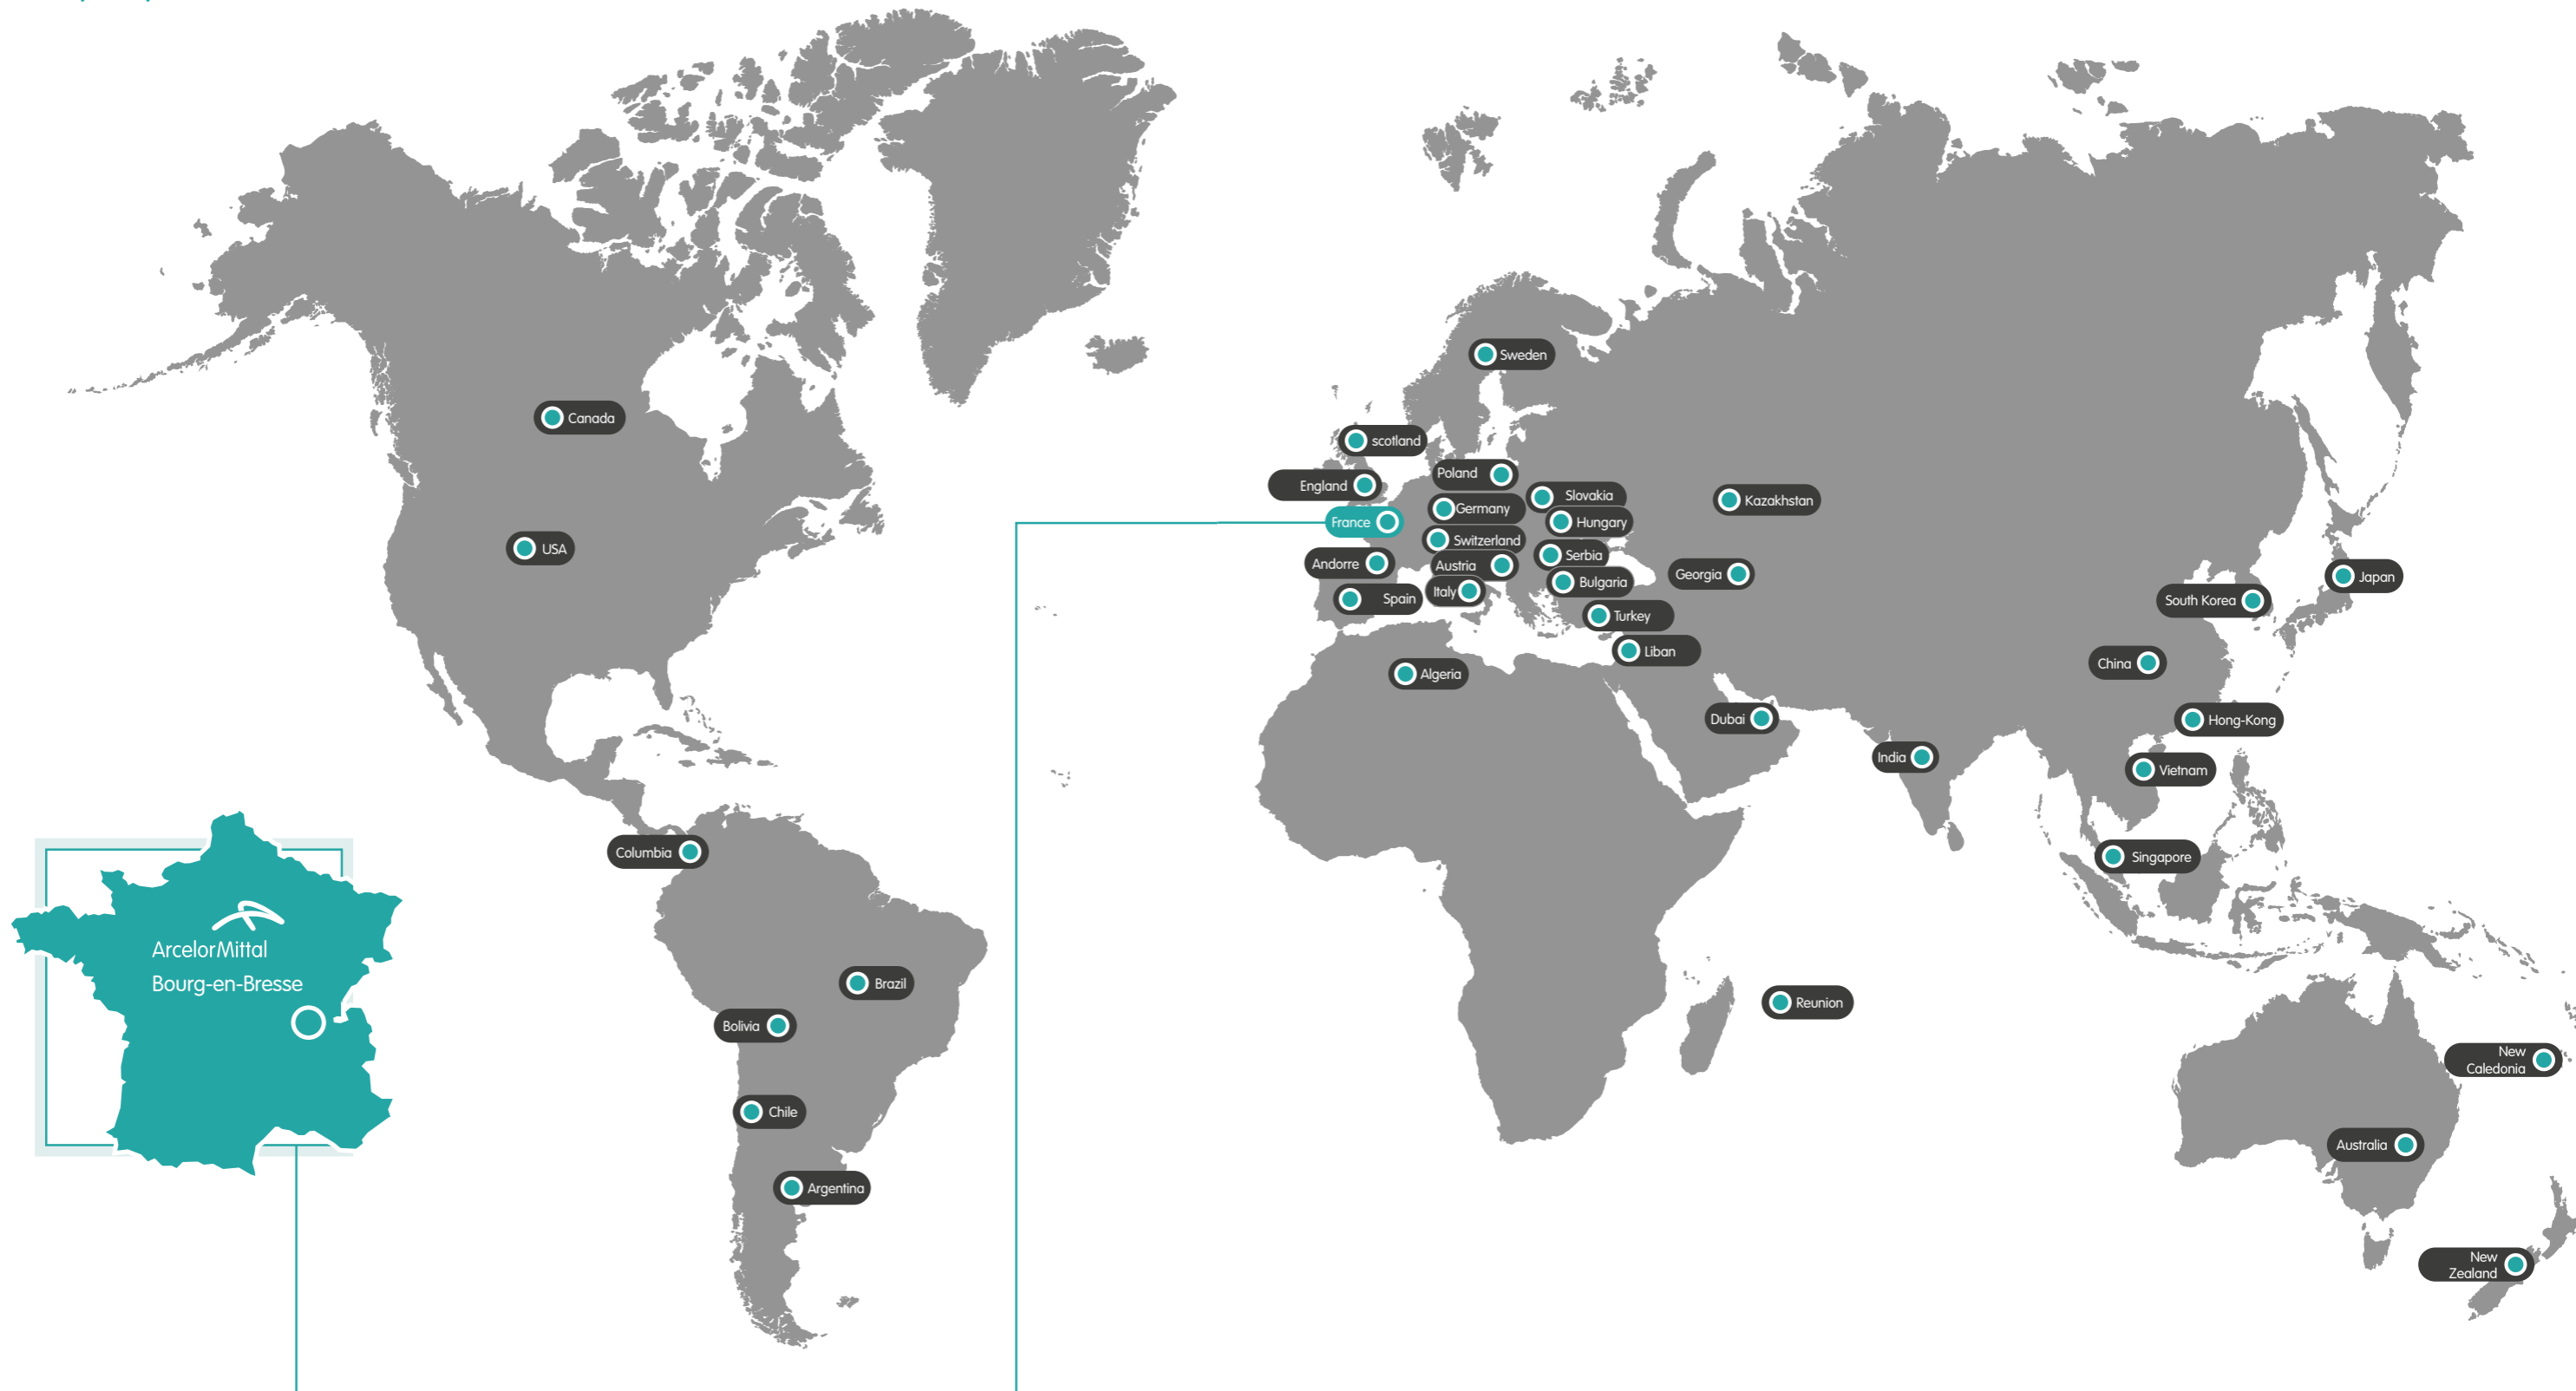 Sweden
Canada
scotland
Poland
England
Slovakia
Kazakhstan
Germany
France
Hungary
Switzerland
USA
Serbia
Andorre
Austria
Georgia
Japan
Bulgaria
Italy
Spain
South Korea
Turkey
Liban
China
Algeria
Dubai
Hong-Kong
India
Vietnam
Columbia
Singapore
ArcelorMittal
Bourg-en-Bresse
Brazil
Reunion
Bolivia
New
Caledonia
Chile
Australia
Argentina
New
Zealand